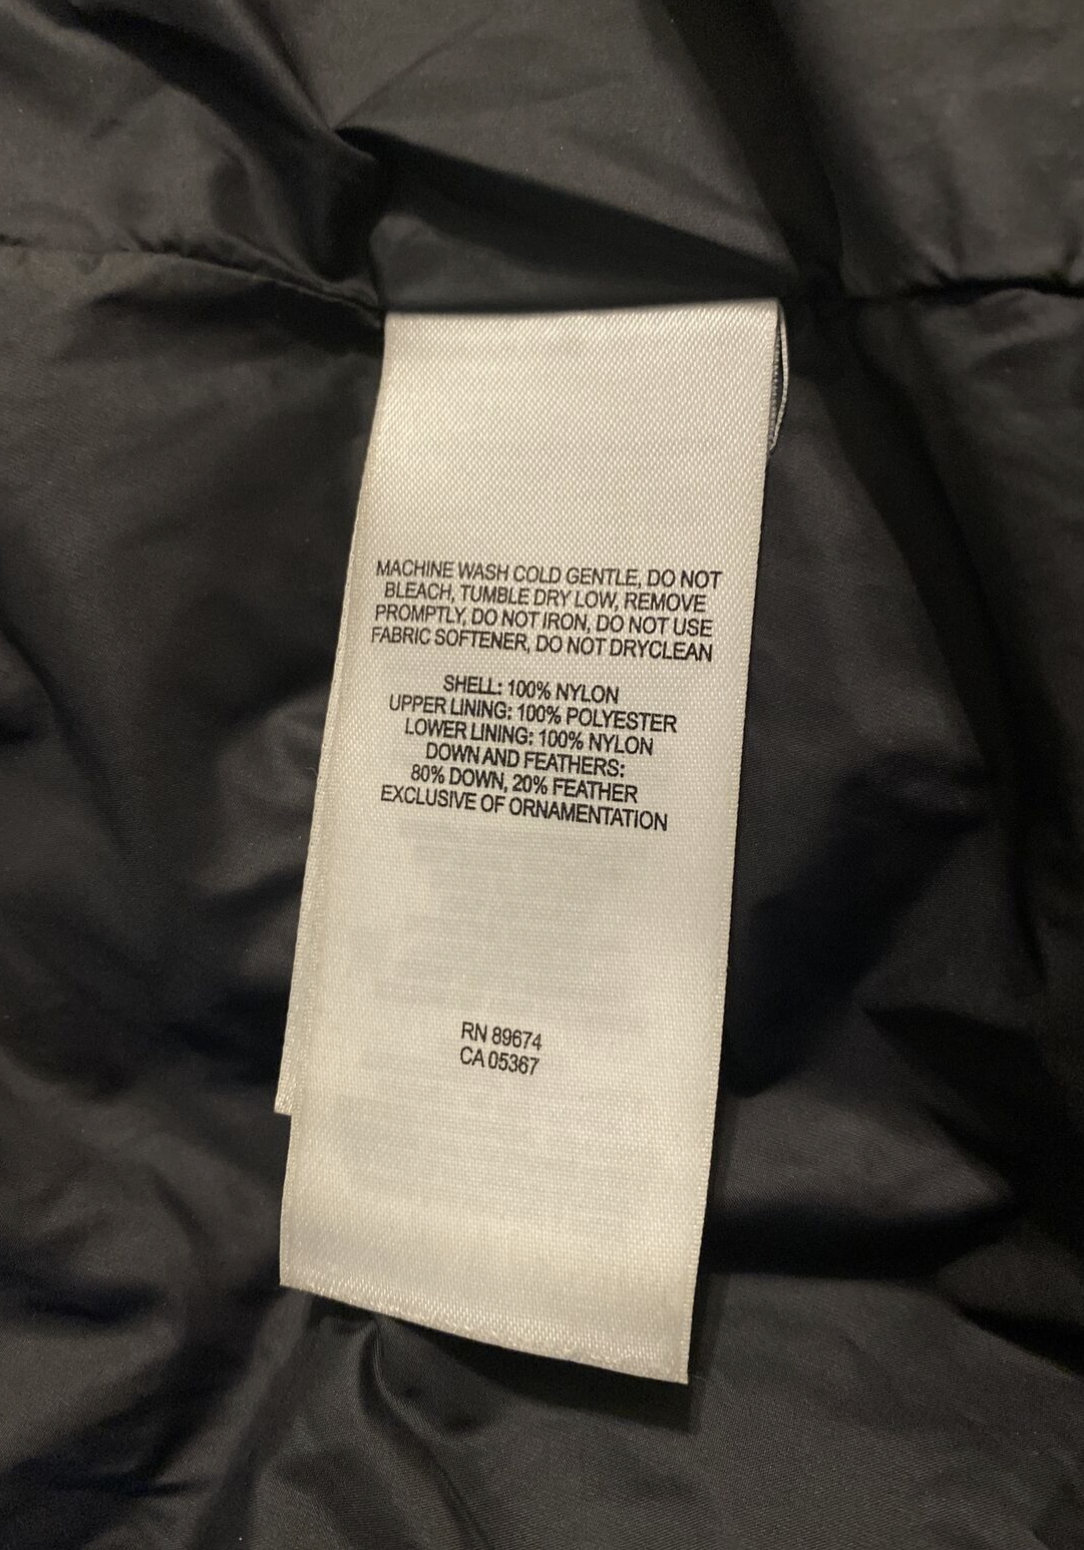 MACHINE WASH COLD GENTLE, DO NOT
BLEACH, TUMBLE DRY LOW, REMOVE
PROMPTLY, DO NOT IRON, DO NOT USE
FABRIC SOFTENER, DO NOT DRYCLEAN
SHELL: 100% NYLON
UPPER LINING: 100% POLYESTER
LOWER LINING: 100% NYLON
DOWN AND FEATHERS:
80% DOWN, 20% FEATHER
EXCLUSIVE OF ORNAMENTATION
RN 89674
CA 05367